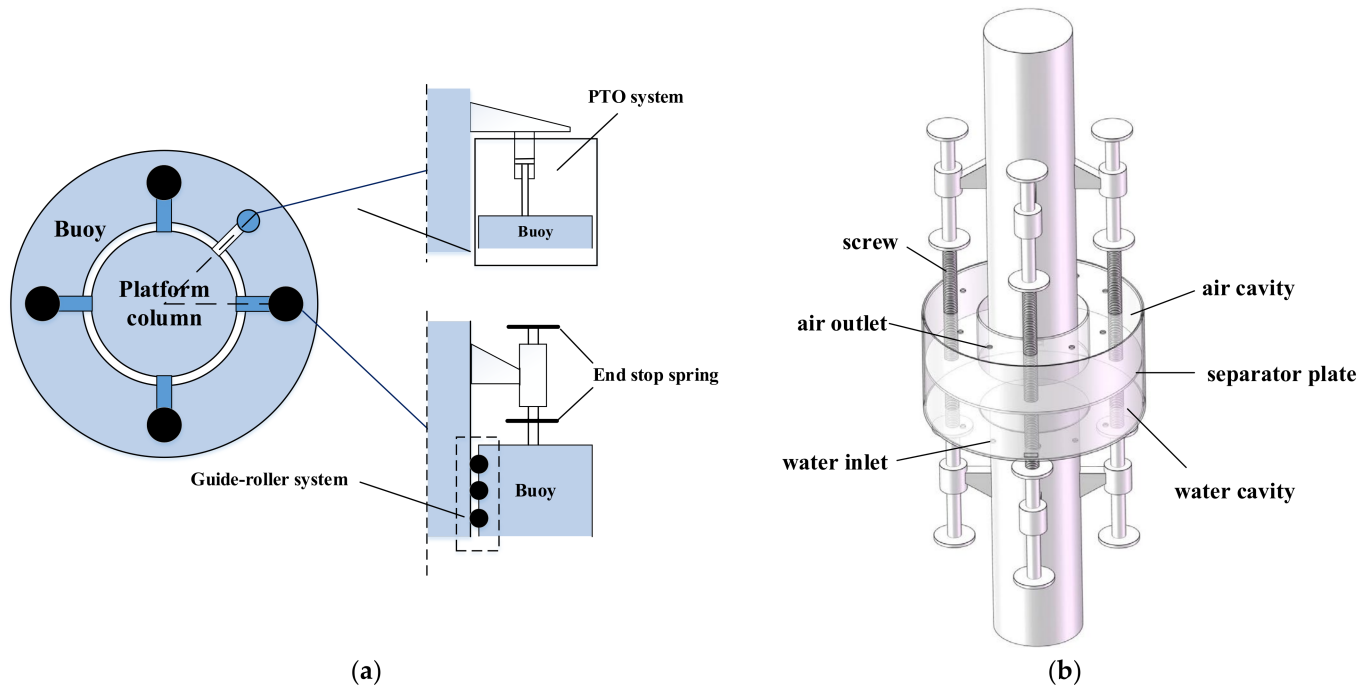 Buoy
Platform
column
PTO system
Buoy
End stop spring
Guide-roller system
Buoy
(a)
screw
air cavity
air outlet
separator plate
water inlet
water cavity
(b)